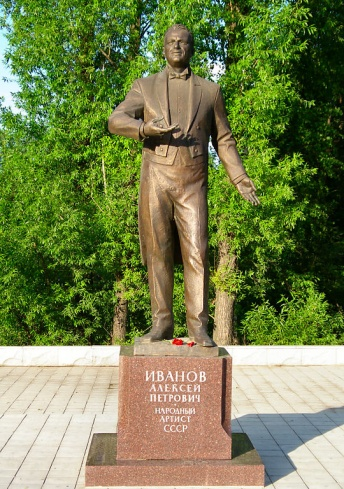 ИВАНОВ
АЛЕКСЕЙ
ПЕТРОВИЧ
НАРОДНЫЙ
АРТИСТ
СССР